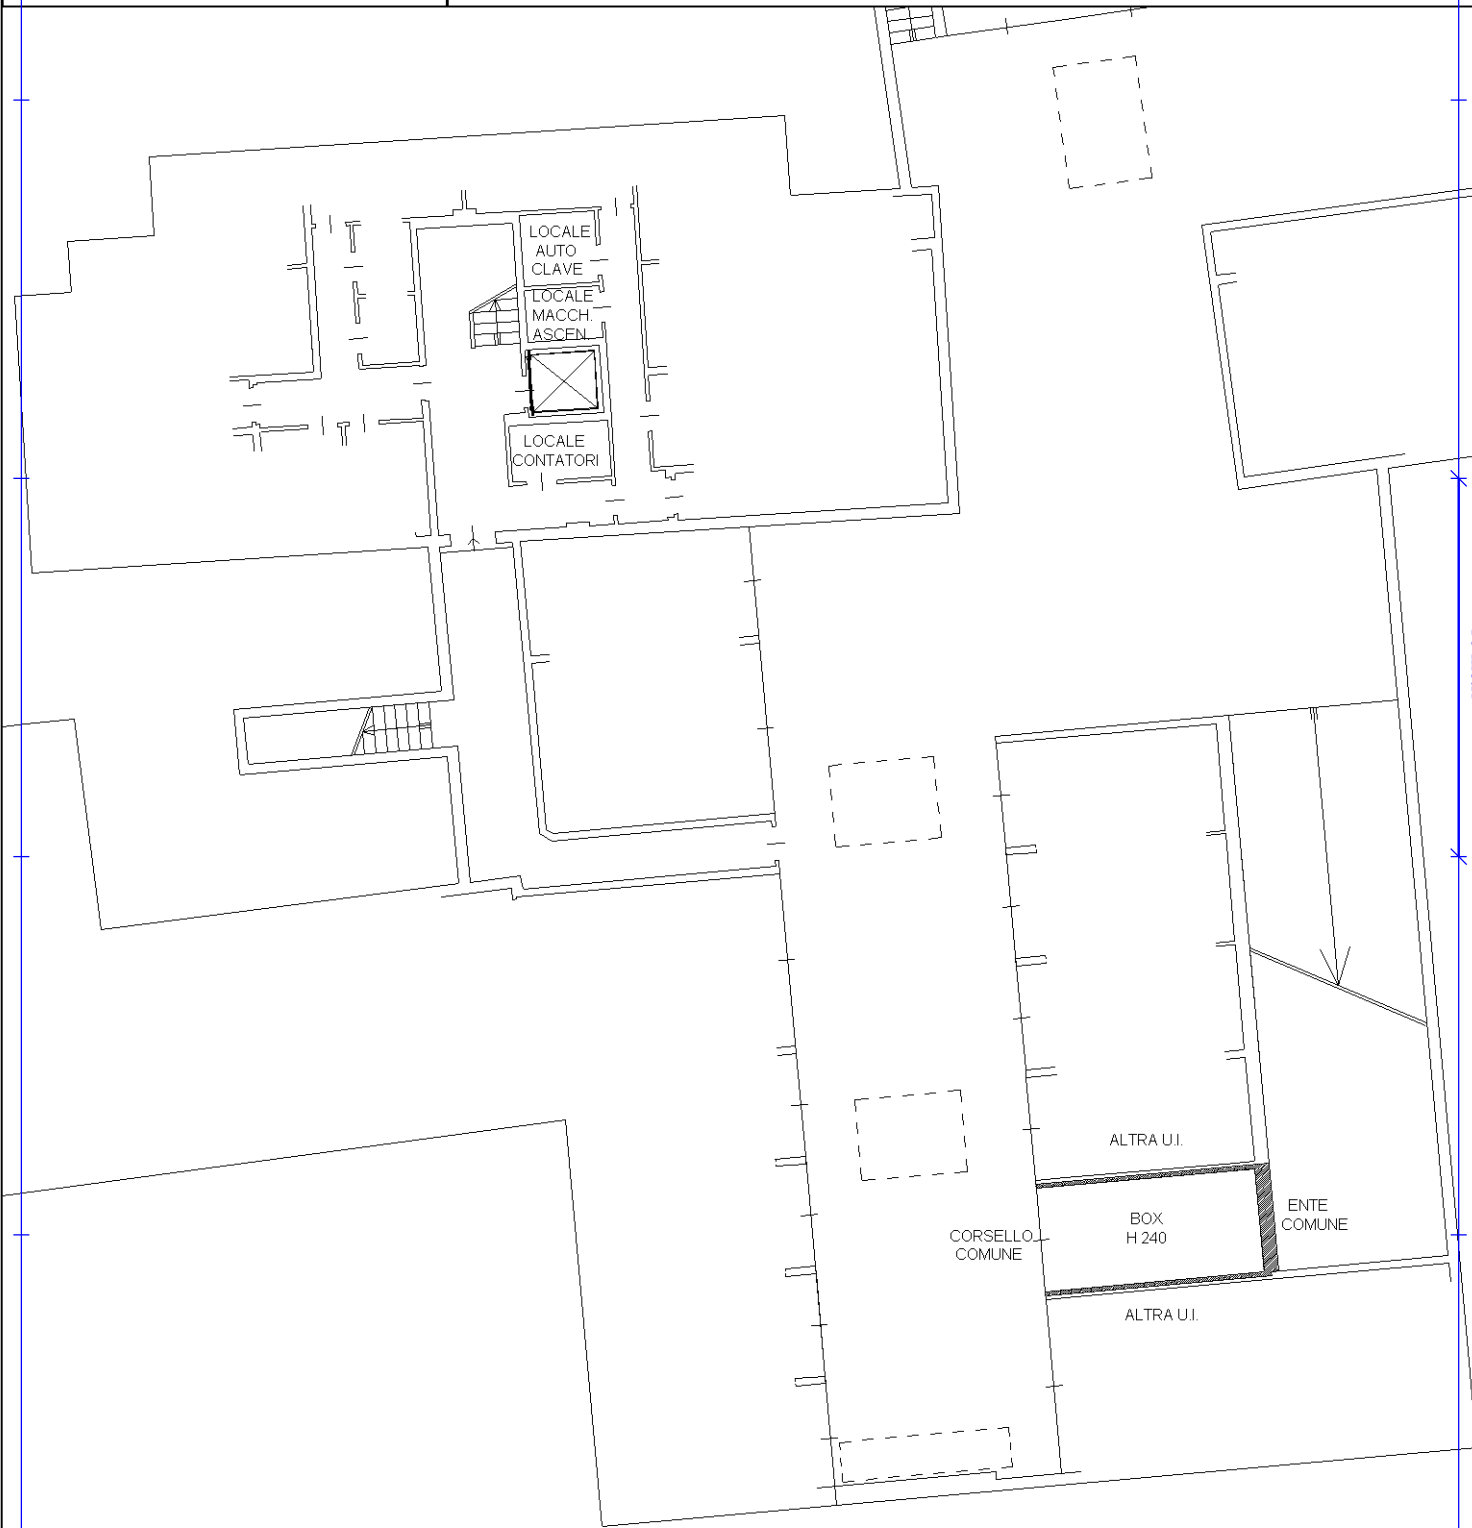 LOCALE
AUTO
CLAVE
LOCALE
MACCH.
ASCEN.
LOCALE
CONTATORI
ALTRA U.I.
BOX
H 240
ENTE
COMUNE
CORSELLO
COMUNE
ALTRA U.I.